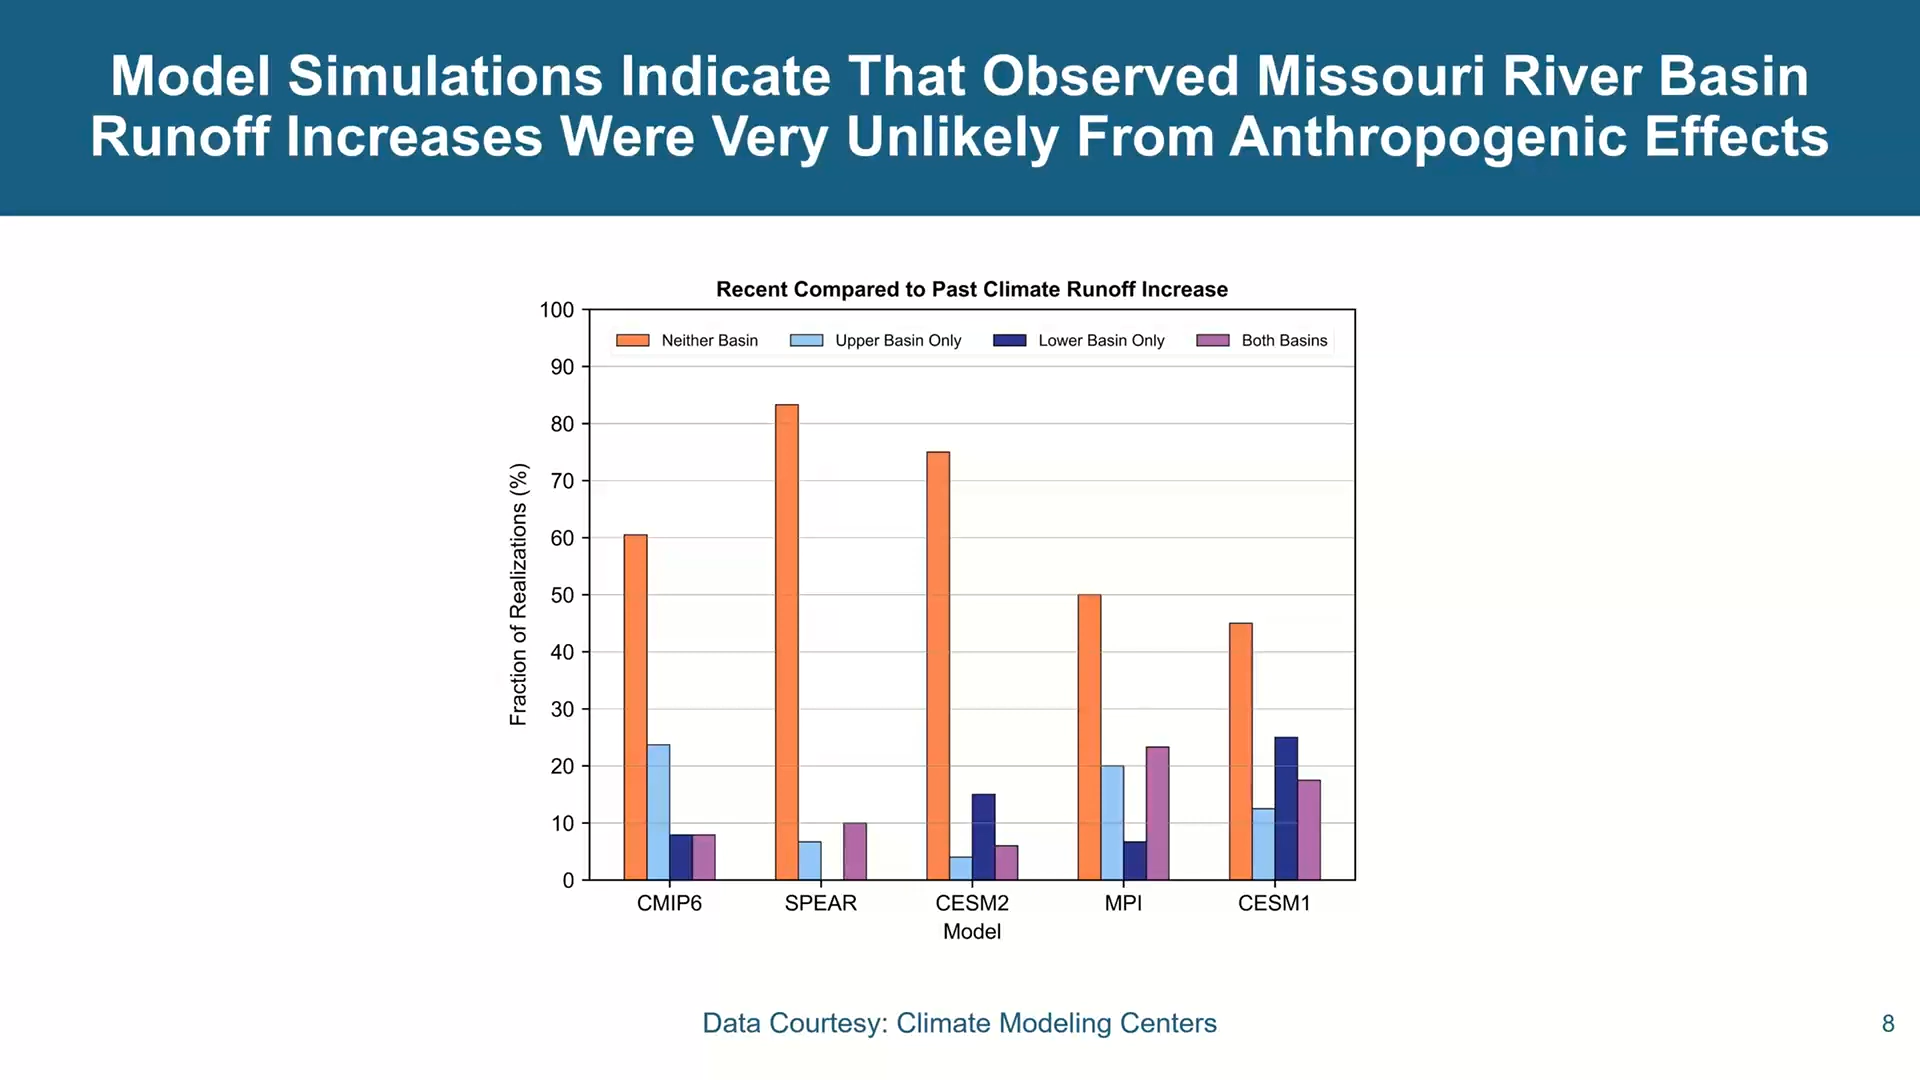 Model Simulations Indicate That Observed Missouri River Basin
Runoff Increases Were Very Unlikely From Anthropogenic Effects
Recent Compared to Past Climate Runoff Increase
Neither Basin
Upper Basin Only
Lower Basin Only
Both Basins
Fraction of Realizations (%)
100
90
80
70
60
50
40
30
20
10
0
CMIP6
SPEAR
CESM2
MPI
CESM1
Model
Data Courtesy: Climate Modeling Centers
8